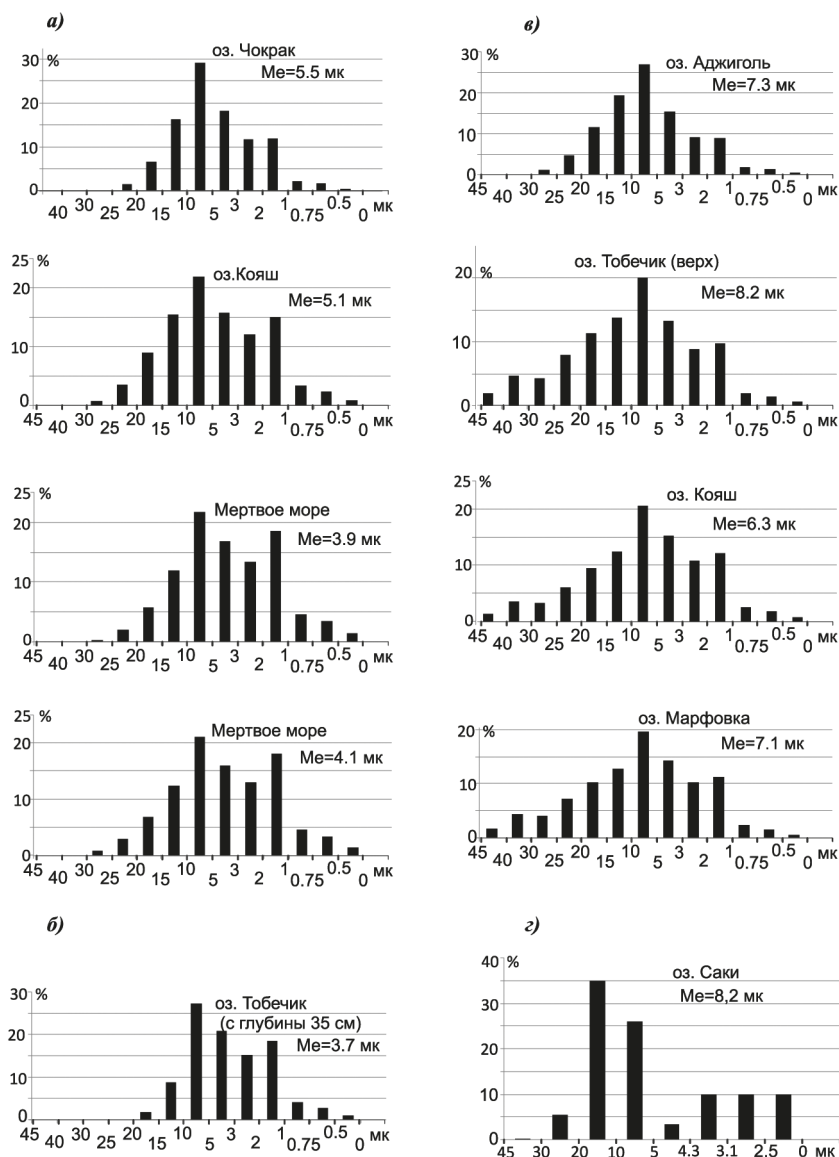 а)
оз. Чокрак
Me=5.5 мк
%
30
20
10
0
45 40 30 25 20 15 10 5 3 2 1 0.75 0.5 0 мк
оз.Кояш
Me=5.1 мк
25
%
20
10
0
45 40 30 25 20 15 10 5 3 2 1 0.75 0.5 0 мк
Мертвое море
Me=3.9 мк
25
%
20
10
0
45 40 30 25 20 15 10 5 3 2 1 0.75 0.5 0 мк
Мертвое море
Me=4.1 мк
25
%
20
10
0
45 40 30 25 20 15 10 5 3 2 1 0.75 0.5 0 мк
б)
оз. Тобечик
(с глубины 35 см)
Me=3.7 мк
30
%
20
10
0
45 40 30 25 20 15 10 5 3 2 1 0.75 0.5 0 мк
в)
оз. Аджиголь
Me=7.3 мк
30
%
20
10
0
45 40 30 25 20 15 10 5 3 2 1 0.75 0.5 0 мк
оз. Тобечик (верх)
Me=8.2 мк
%
20
10
0
45 40 30 25 20 15 10 5 3 2 1 0.75 0.5 0 мк
оз. Кояш
Me=6.3 мк
25
%
20
10
0
45 40 30 25 20 15 10 5 3 2 1 0.75 0.5 0 мк
оз. Марфовка
Me=7.1 мк
20
%
10
0
45 40 30 25 20 15 10 5 3 2 1 0.75 0.5 0 мк
г)
оз. Саки
Me=8,2 мк
40
%
30
20
10
0
45 30 20 10 5 4.3 3.1 2.5 0 мк